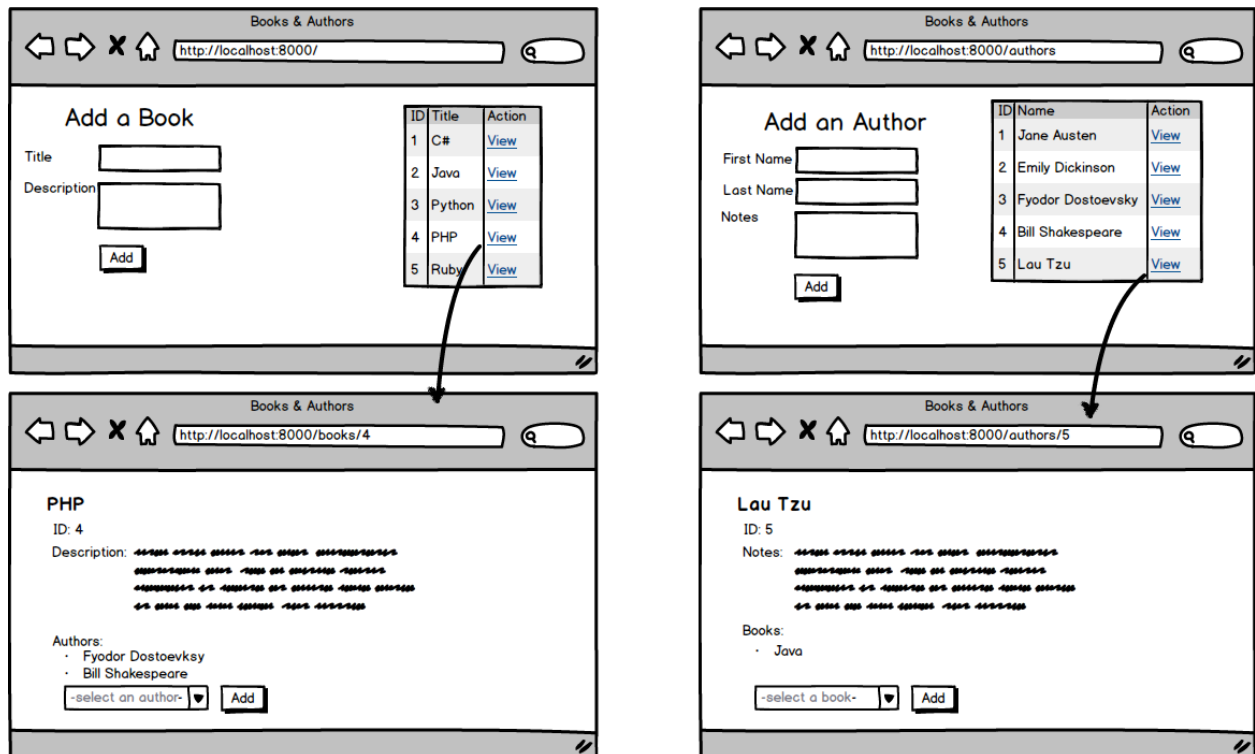 Books & Authors
http://localhost:8000/
Add a Book
Title
Description
Add
ID Title Action
1 C# View
2 Java View
3 Python View
4 PHP View
5 Ruby View
Books & Authors
http://localhost:8000/authors
Add an Author
First Name
Last Name
Notes
Add
ID Name Action
1 Jane Austen View
2 Emily Dickinson View
3 Fyodor Dostoevsky View
4 Bill Shakespeare View
5 Lau Tzu View
Books & Authors
http://localhost:8000/books/4
PHP
ID: 4
Description:
Authors:
· Fyodor Dostoevksy
· Bill Shakespeare
-select an author- Add
Books & Authors
http://localhost:8000/authors/5
Lau Tzu
ID: 5
Notes:
Books:
· Java
-select a book- Add